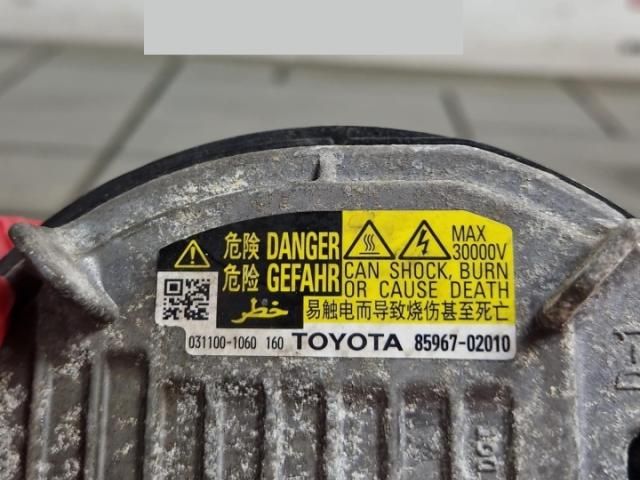 危険 DANGER
危险 GEFAHR
خطر
MAX
30000V
CAN SHOCK, BURN
OR CAUSE DEATH
易触电而导致烧伤甚至死亡
031100-1060 160 TOYOTA 85967-02010